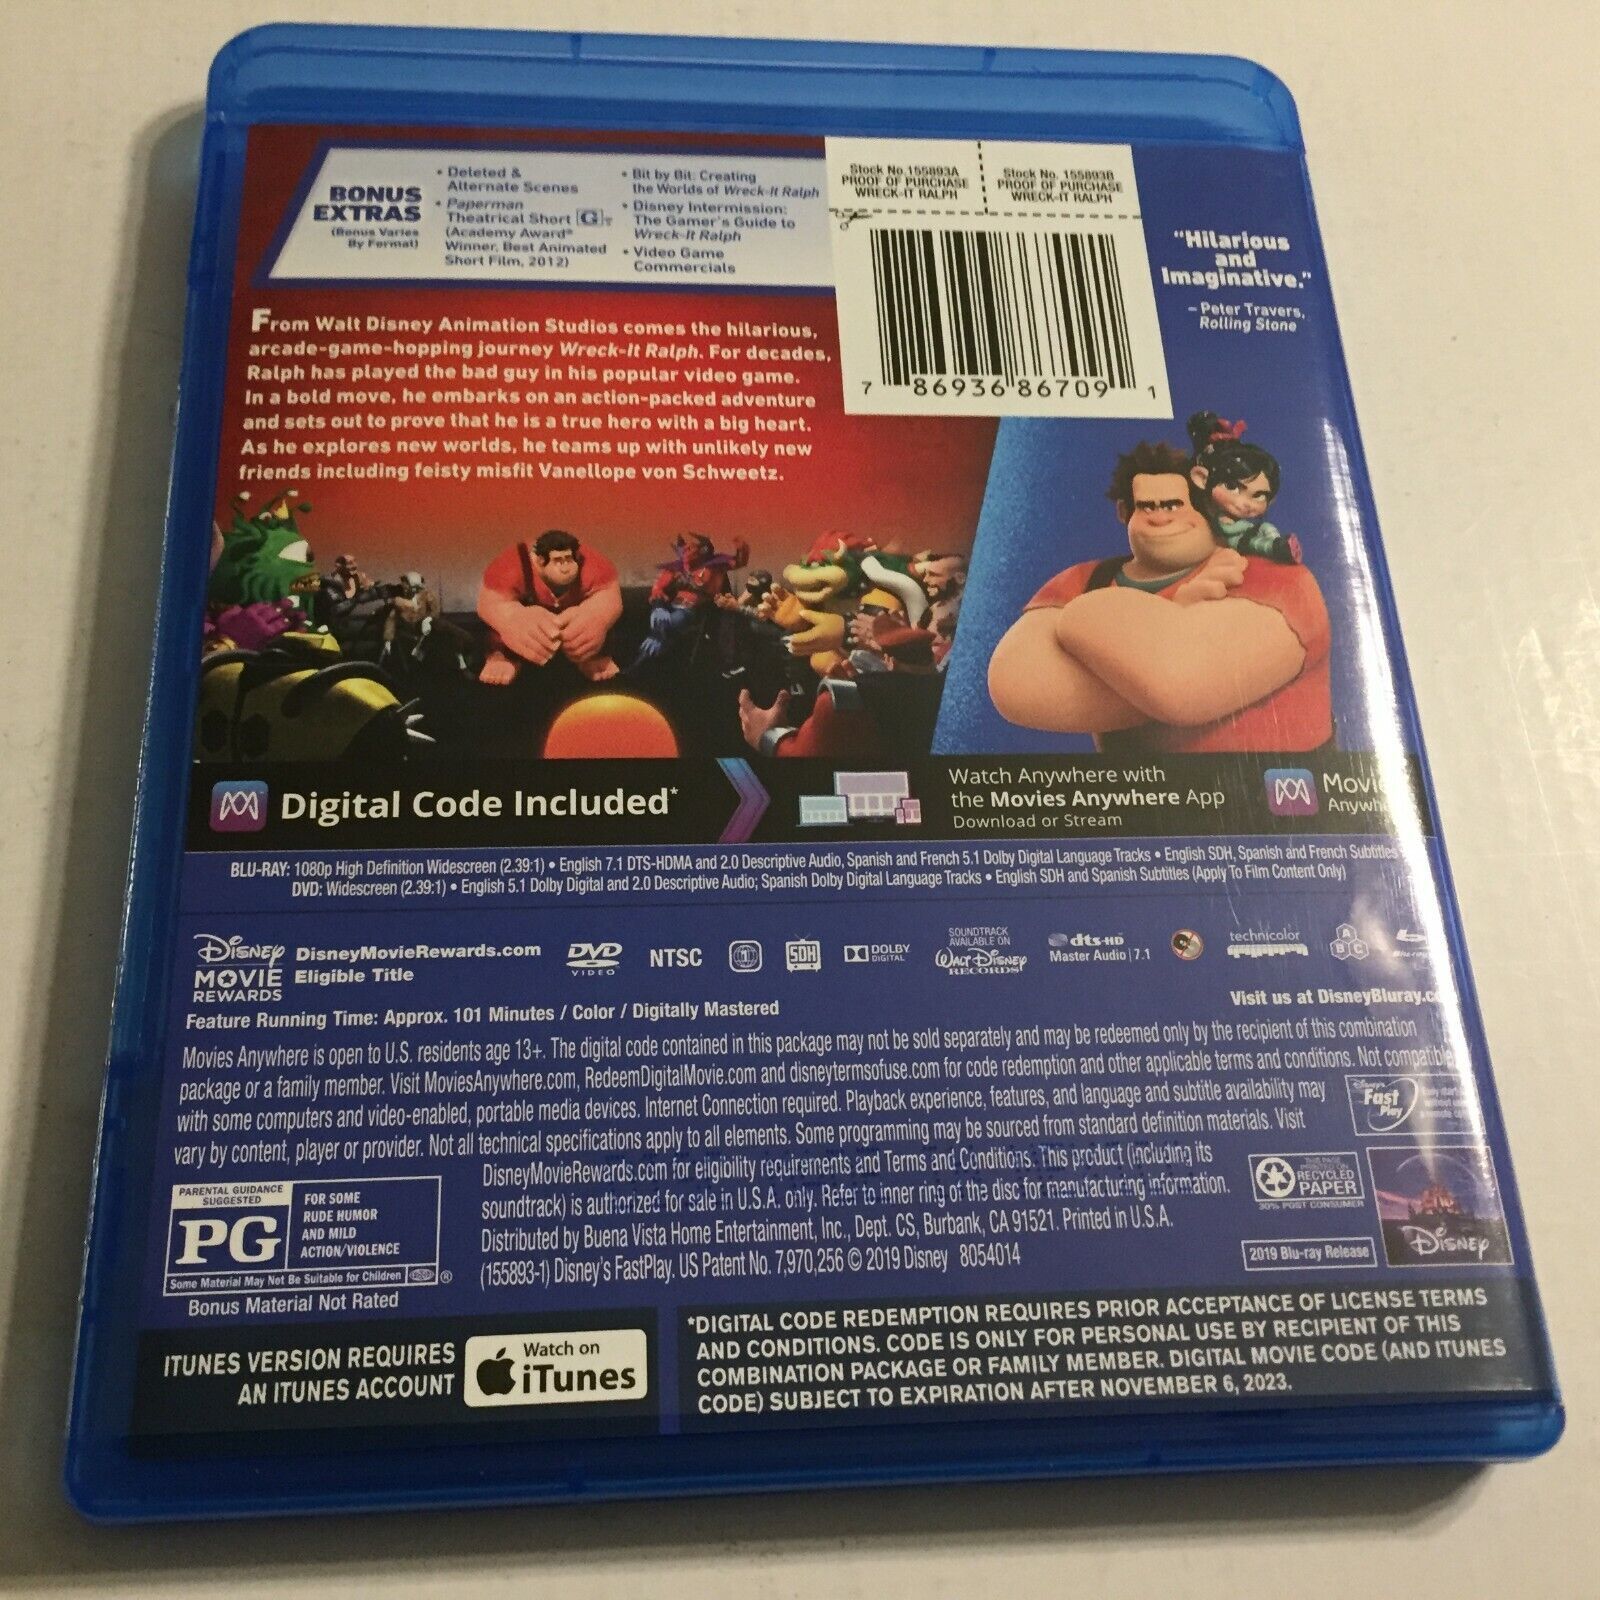 BONUS
EXTRAS
(Bonus Varies
By Format)
• Deleted &
Alternate Scenes
• Paperman
Theatrical Short G
(Academy Award®
Winner, Best Animated
Short Film, 2012)
• Bit by Bit: Creating
the Worlds of Wreck-It Ralph
• Disney Intermission:
The Gamer's Guide to
Wreck-It Ralph
• Video Game
Commercials
Stock No. 155893A
PROOF OF PURCHASE
WRECK-IT RALPH
Stock No. 155893B
PROOF OF PURCHASE
WRECK-IT RALPH
7 86936 86709 1
"Hilarious
and
Imaginative."
– Peter Travers,
Rolling Stone
From Walt Disney Animation Studios comes the hilarious,
arcade-game-hopping journey Wreck-It Ralph. For decades,
Ralph has played the bad guy in his popular video game.
In a bold move, he embarks on an action-packed adventure
and sets out to prove that he is a true hero with a big heart.
As he explores new worlds, he teams up with unlikely new
friends including feisty misfit Vanellope von Schweetz.
Digital Code Included*
Watch Anywhere with
the Movies Anywhere App
Download or Stream
BLU-RAY: 1080p High Definition Widescreen (2.39:1) • English 7.1 DTS-HDMA and 2.0 Descriptive Audio, Spanish and French 5.1 Dolby Digital Language Tracks • English SDH, Spanish and French Subtitles
DVD: Widescreen (2.39:1) • English 5.1 Dolby Digital and 2.0 Descriptive Audio; Spanish Dolby Digital Language Tracks • English SDH and Spanish Subtitles (Apply To Film Content Only)
Disney
MOVIE
REWARDS
DisneyMovieRewards.com
Eligible Title
DVD
VIDEO
NTSC
1
SDH
DOLBY
DIGITAL
SOUNDTRACK
AVAILABLE ON
WALT DISNEY
RECORDS
dts-HD
Master Audio | 7.1
technicolor
A
B C
Feature Running Time: Approx. 101 Minutes / Color / Digitally Mastered
Visit us at
Movies Anywhere is open to U.S. residents age 13+. The digital code contained in this package may not be sold separately and may be redeemed only by the recipient of this combination
package or a family member. Visit MoviesAnywhere.com, RedeemDigitalMovie.com and disneytermsofuse.com for code redemption and other applicable terms and conditions. Not compatible
with some computers and video-enabled, portable media devices. Internet Connection required. Playback experience, features, and language and subtitle availability may
vary by content, player or provider. Not all technical specifications apply to all elements. Some programming may be sourced from standard definition materials. Visit
DisneyMovieRewards.com for eligibility requirements and Terms and Conditions. This product (including its
soundtrack) is authorized for sale in U.S.A. only. Refer to inner ring of the disc for manufacturing information.
Distributed by Buena Vista Home Entertainment, Inc., Dept. CS, Burbank, CA 91521. Printed in U.S.A.
(155893-1) Disney's FastPlay. US Patent No. 7,970,256 © 2019 Disney 8054014
Disney's
Fast
Play
RECYCLED
PAPER
30% POST CONSUMER
2019 Blu-ray Release
Disney
PARENTAL GUIDANCE
SUGGESTED
PG
FOR SOME
RUDE HUMOR
AND MILD
ACTION/VIOLENCE
Some Material May Not Be Suitable for Children
®
Bonus Material Not Rated
ITUNES VERSION REQUIRES
AN ITUNES ACCOUNT
Watch on
iTunes
*DIGITAL CODE REDEMPTION REQUIRES PRIOR ACCEPTANCE OF LICENSE TERMS
AND CONDITIONS. CODE IS ONLY FOR PERSONAL USE BY RECIPIENT OF THIS
COMBINATION PACKAGE OR FAMILY MEMBER. DIGITAL MOVIE CODE (AND ITUNES
CODE) SUBJECT TO EXPIRATION AFTER NOVEMBER 6, 2023.